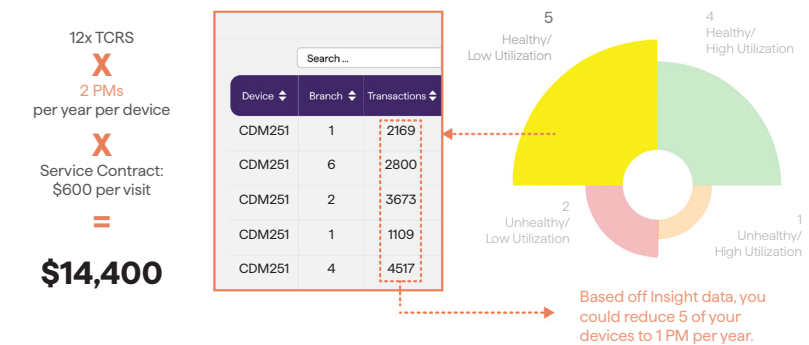 12x TCRS
X
2 PMs
per year per device
X
Service Contract:
$600 per visit
=
$14,400
Search ...
Device Branch Transactions
CDM251 1 2169
CDM251 6 2800
CDM251 2 3673
CDM251 1 1109
CDM251 4 4517
5
Healthy/
Low Utilization
4
Healthy/
High Utilization
2
Unhealthy/
Low Utilization
1
Unhealthy/
High Utilization
Based off Insight data, you
could reduce 5 of your
devices to 1 PM per year.